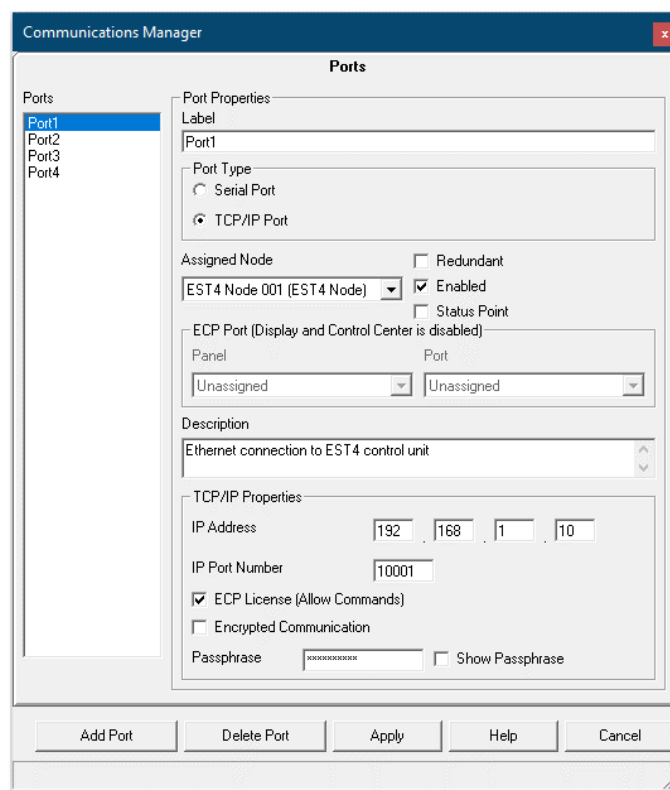 Communications Manager
x
Ports
Ports
Port1
Port2
Port3
Port4
Port Properties
Label
Port1
Port Type
Serial Port
TCP/IP Port
Assigned Node
EST4 Node 001 (EST4 Node)
Redundant
Enabled
Status Point
ECP Port (Display and Control Center is disabled)
Panel Port
Unassigned Unassigned
Description
Ethernet connection to EST4 control unit
TCP/IP Properties
IP Address 192 . 168 . 1 . 10
IP Port Number 10001
ECP License (Allow Commands)
Encrypted Communication
Passphrase ×××××××××× Show Passphrase
Add Port Delete Port Apply Help Cancel